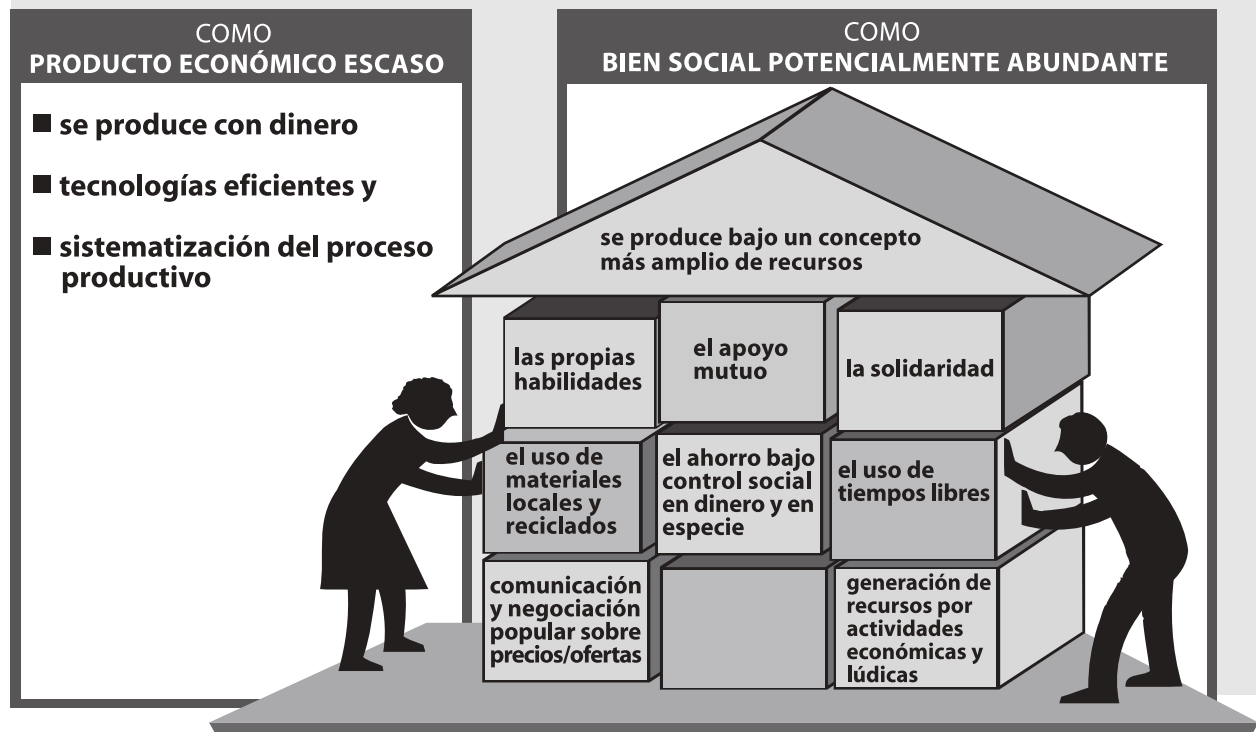 COMO
PRODUCTO ECONÓMICO ESCASO
■ se produce con dinero
■ tecnologías eficientes y
■ sistematización del proceso
productivo
COMO
BIEN SOCIAL POTENCIALMENTE ABUNDANTE
se produce bajo un concepto
más amplio de recursos
las propias
habilidades
el apoyo
mutuo
la solidaridad
el uso de
materiales
locales y
reciclados
el ahorro bajo
control social
en dinero y en
especie
el uso de
tiempos libres
comunicación
y negociación
popular sobre
precios/ofertas
generación de
recursos por
actividades
económicas y
lúdicas